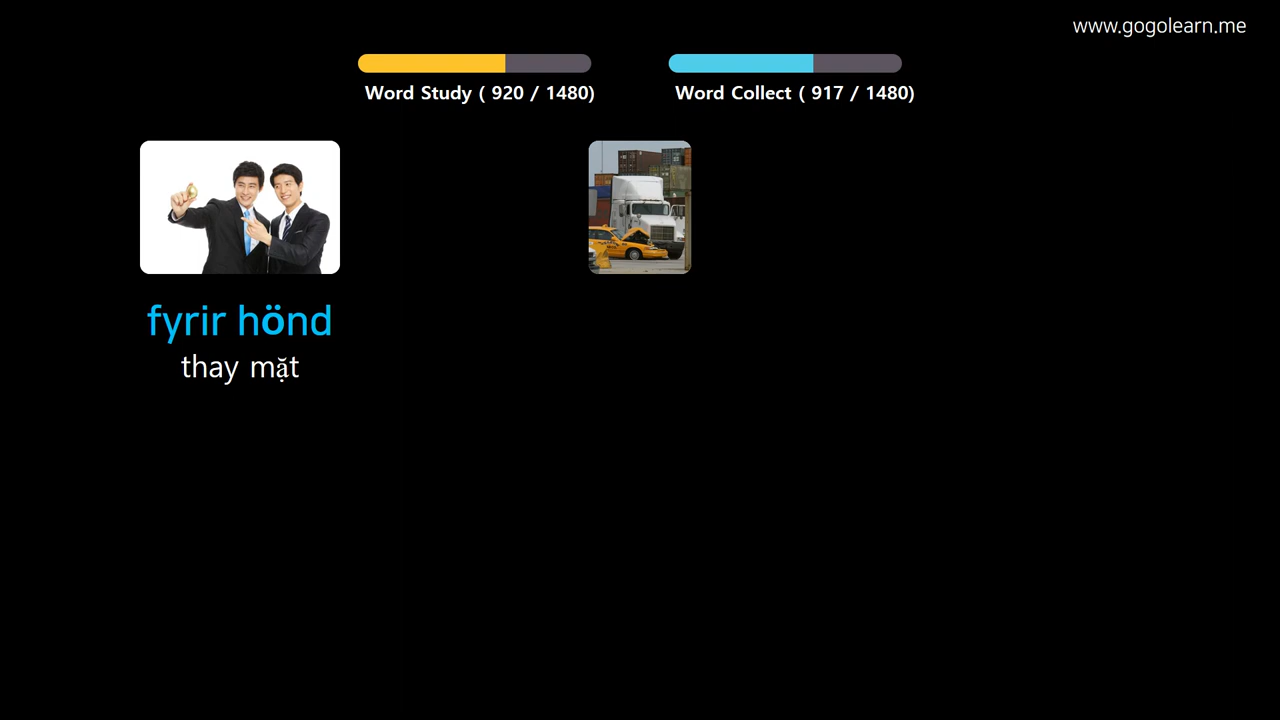 www.gogolearn.me
Word Study ( 920 / 1480)
Word Collect ( 917 / 1480)
fyrir hönd
thay mặt